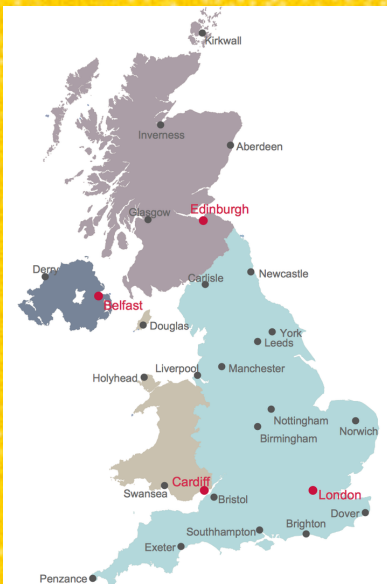 Kirkwall
Inverness
Aberdeen
Edinburgh
Glasgow
Derry
Carlisle
Newcastle
Belfast
Douglas
York
Leeds
Liverpool
Manchester
Holyhead
Nottingham
Norwich
Birmingham
Cardiff
Swansea
London
Bristol
Dover
Southhampton
Brighton
Exeter
Penzance